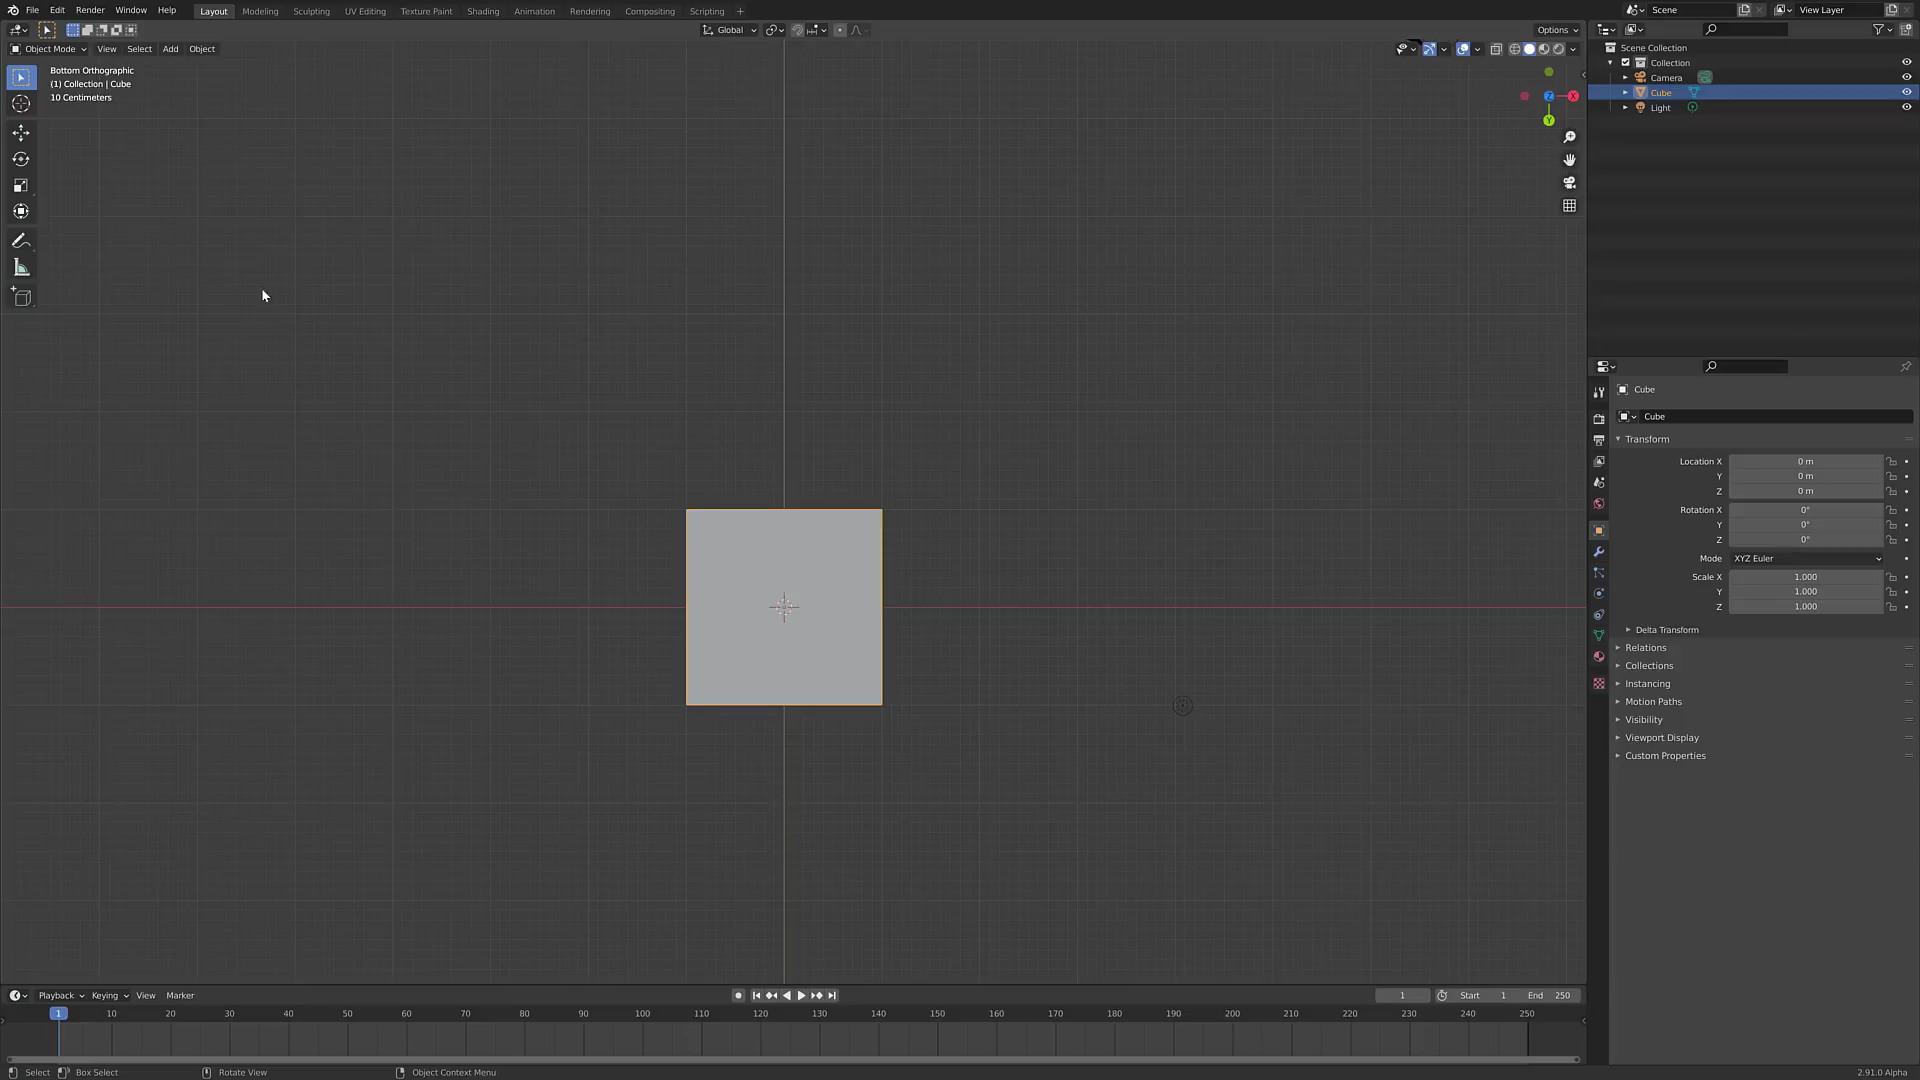 File Edit Render Window Help Layout Modeling Sculpting UV Editing Texture Paint Shading Animation Rendering Compositing Scripting + Scene View Layer
Global Options
Object Mode View Select Add Object
Bottom Orthographic
(1) Collection | Cube
10 Centimeters
Z X
Y
Scene Collection
Collection
Camera
Cube
Light
Cube
Cube
Transform
Location X 0 m
Y 0 m
Z 0 m
Rotation X 0°
Y 0°
Z 0°
Mode XYZ Euler
Scale X 1.000
Y 1.000
Z 1.000
Delta Transform
Relations
Collections
Instancing
Motion Paths
Visibility
Viewport Display
Custom Properties
Playback Keying View Marker 1 Start 1 End 250
1 10 20 30 40 50 60 70 80 90 100 110 120 130 140 150 160 170 180 190 200 210 220 230 240 250
Select Box Select Rotate View Object Context Menu 2.91.0 Alpha